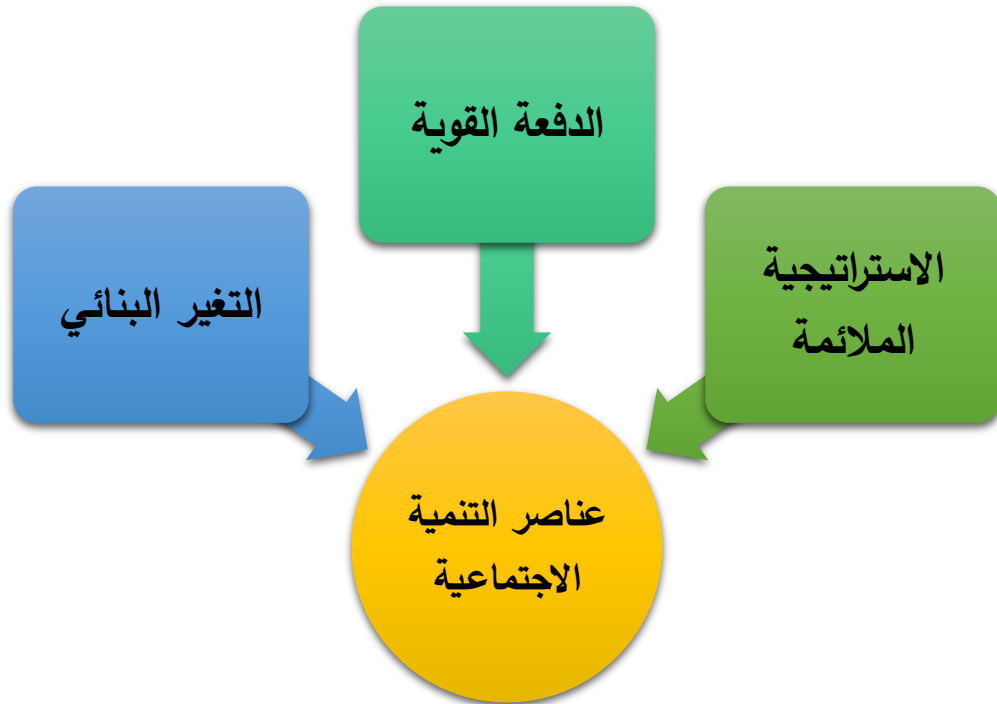 الدفعة القوية
الاستراتيجية
الملائمة
التغير البنائي
عناصر التنمية
الاجتماعية